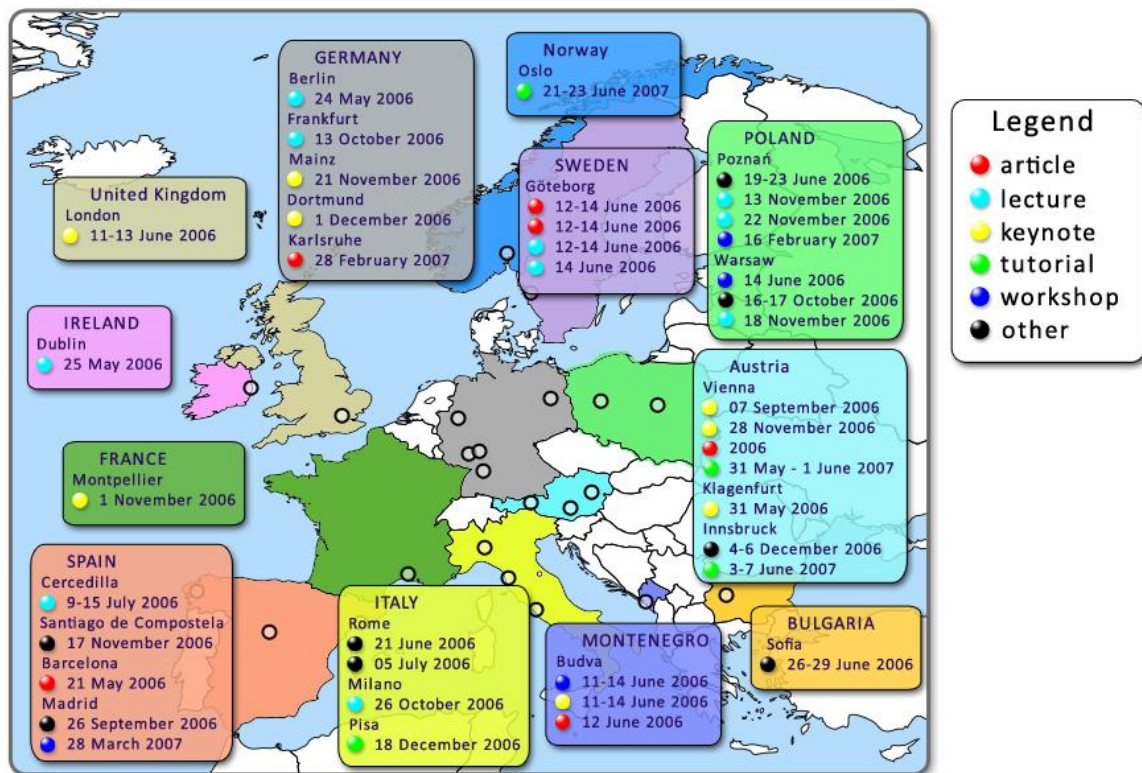 GERMANY
Berlin
24 May 2006
Frankfurt
13 October 2006
Mainz
21 November 2006
Dortmund
1 December 2006
Karlsruhe
28 February 2007
Norway
Oslo
21-23 June 2007
United Kingdom
London
11-13 June 2006
SWEDEN
Göteborg
12-14 June 2006
12-14 June 2006
12-14 June 2006
14 June 2006
POLAND
Poznań
19-23 June 2006
13 November 2006
22 November 2006
16 February 2007
Warsaw
14 June 2006
16-17 October 2006
18 November 2006
Legend
article
lecture
keynote
tutorial
workshop
other
IRELAND
Dublin
25 May 2006
Austria
Vienna
07 September 2006
28 November 2006
2006
31 May - 1 June 2007
Klagenfurt
31 May 2006
Innsbruck
4-6 December 2006
3-7 June 2007
FRANCE
Montpellier
1 November 2006
SPAIN
Cercedilla
9-15 July 2006
Santiago de Compostela
17 November 2006
Barcelona
21 May 2006
Madrid
26 September 2006
28 March 2007
ITALY
Rome
21 June 2006
05 July 2006
Milano
26 October 2006
Pisa
18 December 2006
MONTENEGRO
Budva
11-14 June 2006
11-14 June 2006
12 June 2006
BULGARIA
Sofia
26-29 June 2006